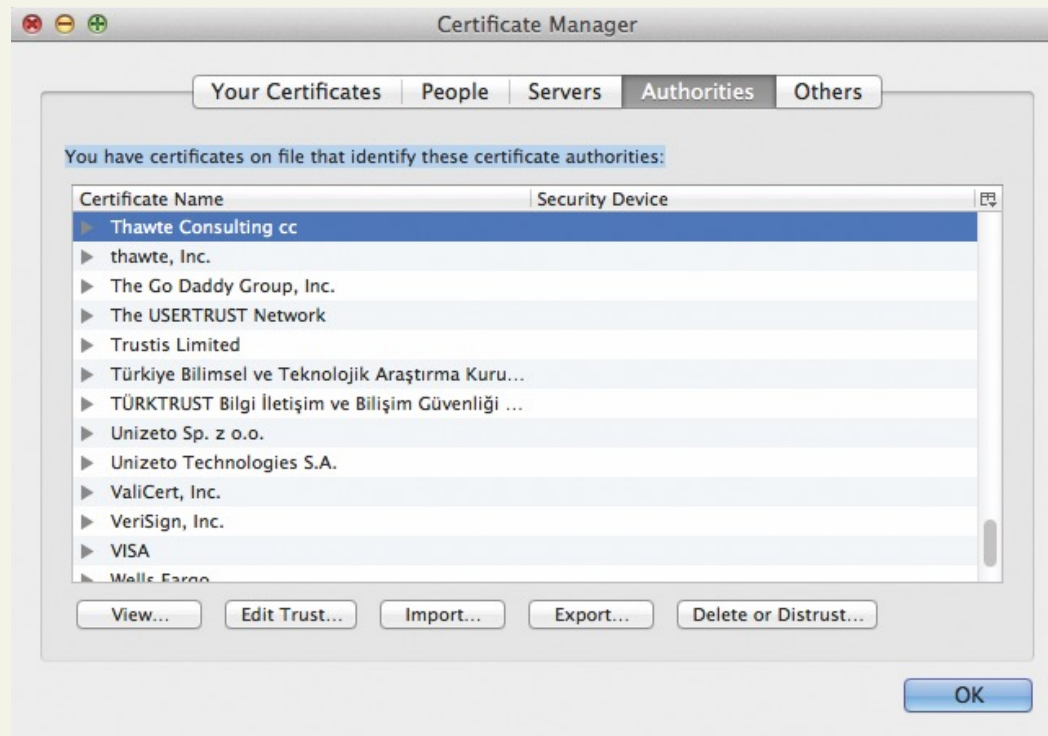 Certificate Manager
Your Certificates People Servers Authorities Others
You have certificates on file that identify these certificate authorities:
Certificate Name Security Device
Thawte Consulting cc
thawte, Inc.
The Go Daddy Group, Inc.
The USERTRUST Network
Trustis Limited
Türkiye Bilimsel ve Teknolojik Araştırma Kuru...
TÜRKTRUST Bilgi İletişim ve Bilişim Güvenliği ...
Unizeto Sp. z o.o.
Unizeto Technologies S.A.
ValiCert, Inc.
VeriSign, Inc.
VISA
Wells Fargo
View... Edit Trust... Import... Export... Delete or Distrust...
OK